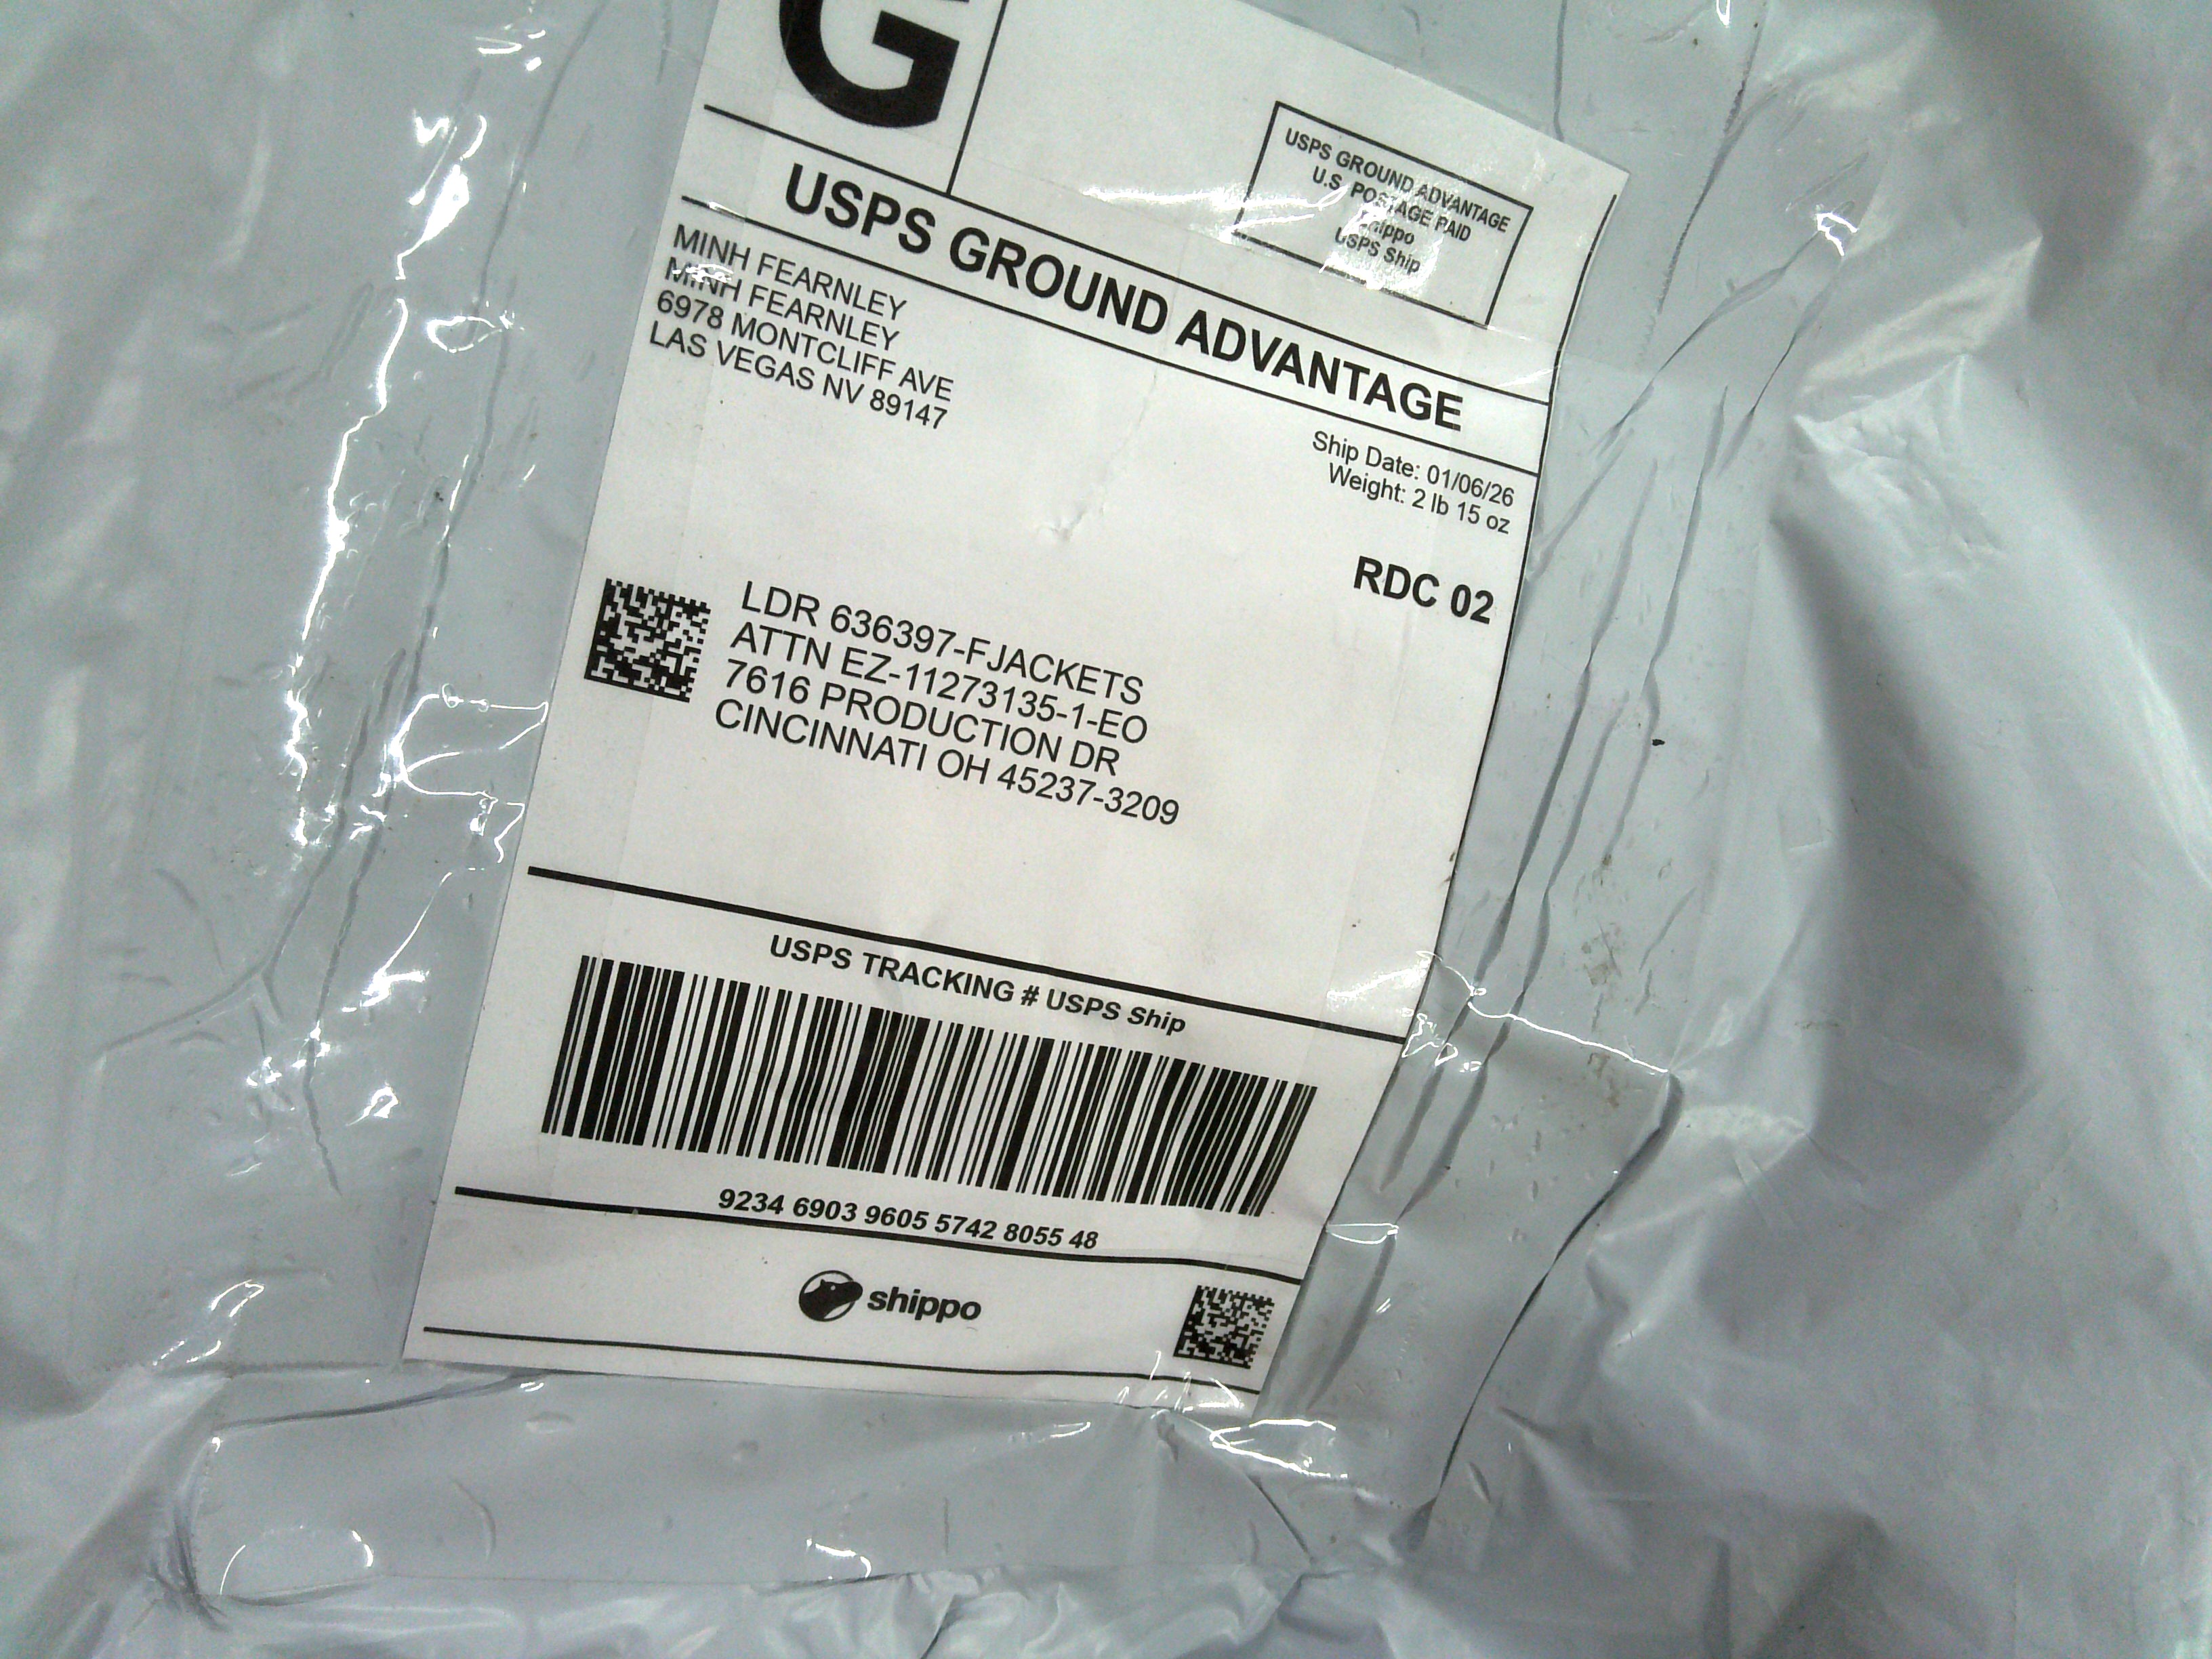 G
USPS GROUND ADVANTAGE
U.S. POSTAGE PAID
Shippo
USPS Ship
USPS GROUND ADVANTAGE
MINH FEARNLEY
MINH FEARNLEY
6978 MONTCLIFF AVE
LAS VEGAS NV 89147
Ship Date: 01/06/26
Weight: 2 lb 15 oz
RDC 02
LDR 636397-FJACKETS
ATTN EZ-11273135-1-EO
7616 PRODUCTION DR
CINCINNATI OH 45237-3209
USPS TRACKING # USPS Ship
9234 6903 9605 5742 8055 48
shippo